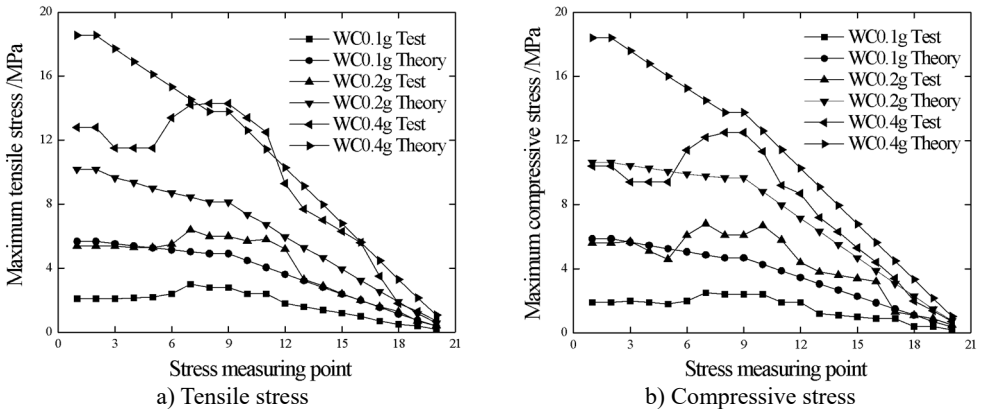 Maximum tensile stress /MPa
20
16
12
8
4
0
WC0.1g Test
WC0.1g Theory
WC0.2g Test
WC0.2g Theory
WC0.4g Test
WC0.4g Theory
0 3 6 9 12 15 18 21
Stress measuring point
a) Tensile stress
Maximum compressive stress /MPa
20
16
12
8
4
0
WC0.1g Test
WC0.1g Theory
WC0.2g Test
WC0.2g Theory
WC0.4g Test
WC0.4g Theory
0 3 6 9 12 15 18 21
Stress measuring point
b) Compressive stress